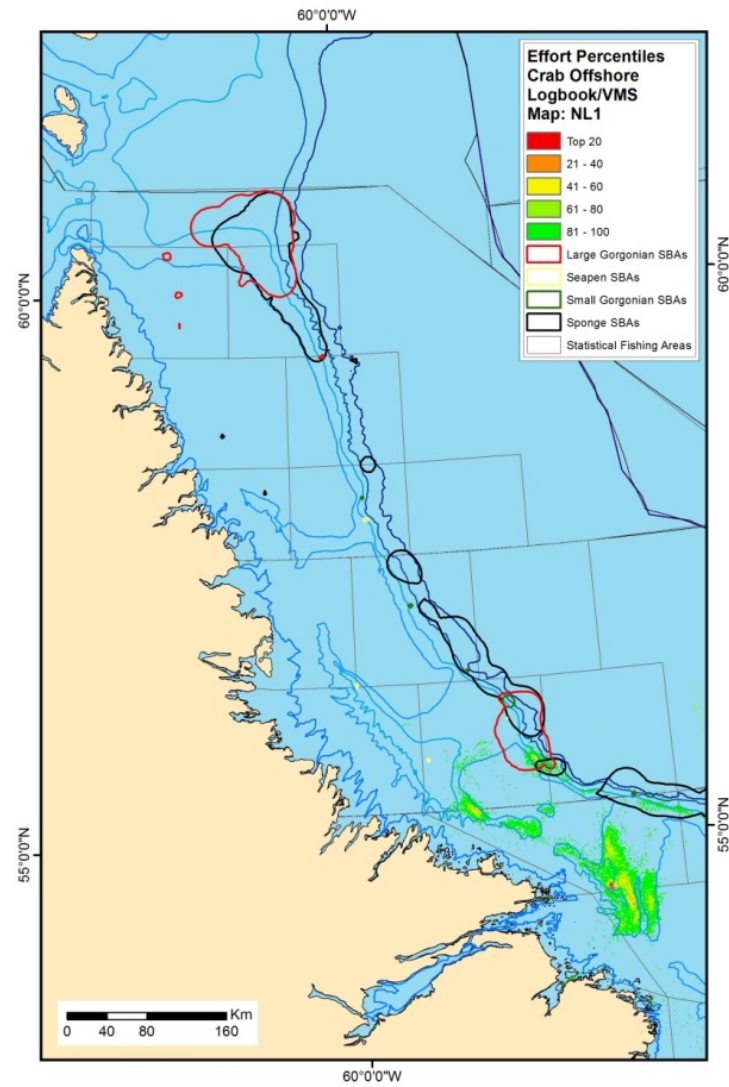 60°0'0"W
Effort Percentiles
Crab Offshore
Logbook/VMS
Map: NL1
Top 20
21 - 40
41 - 60
61 - 80
81 - 100
Large Gorgonian SBAs
Seapen SBAs
Small Gorgonian SBAs
Sponge SBAs
Statistical Fishing Areas
60°0'0"N
60°0'0"N
55°0'0"N
55°0'0"N
Km
0 40 80 160
60°0'0"W